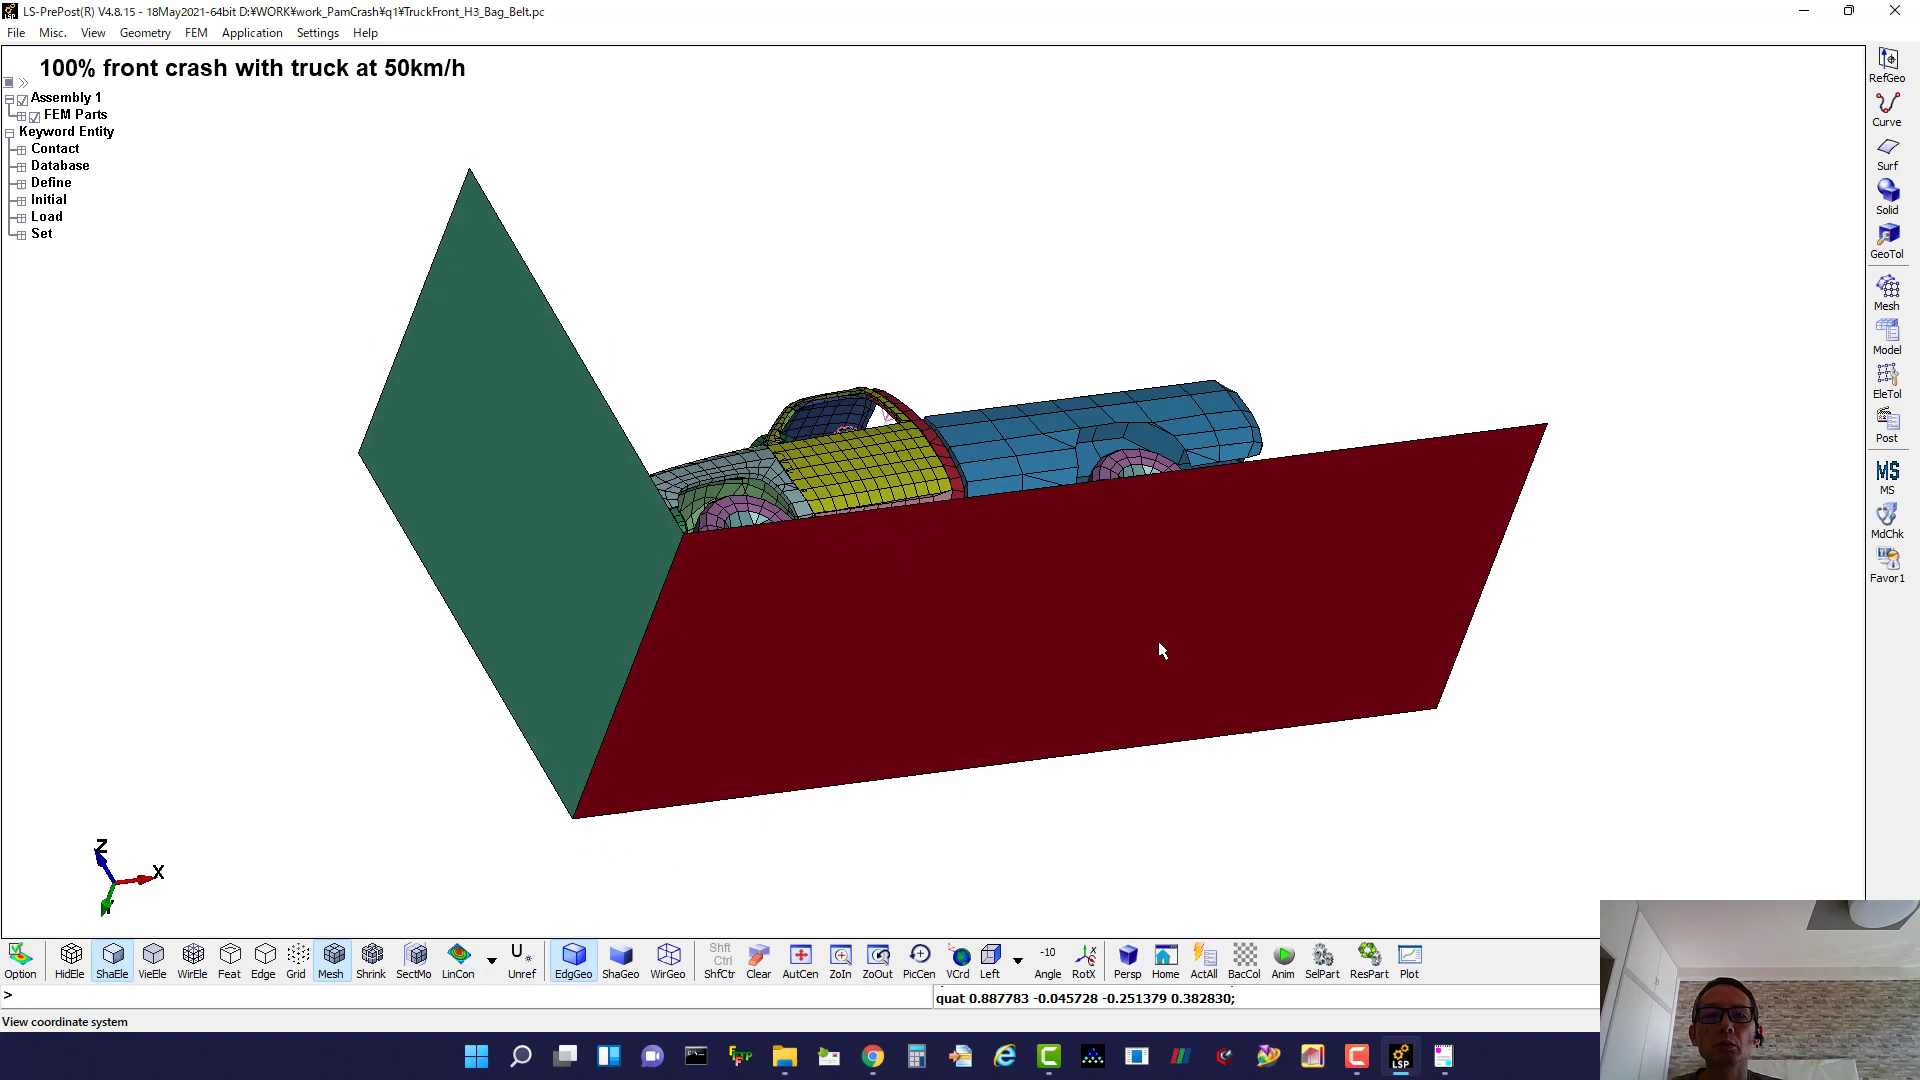 LS-PrePost(R) V4.8.15 - 18May2021-64bit D:¥WORK¥work_PamCrash¥q1¥TruckFront_H3_Bag_Belt.pc
File Misc. View Geometry FEM Application Settings Help
100% front crash with truck at 50km/h
Assembly 1
FEM Parts
Keyword Entity
Contact
Database
Define
Initial
Load
Set
RefGeo
Curve
Surf
Solid
GeoTol
Mesh
Model
EleTol
Post
MS
MS
MdChk
Favor1
Z
X
Y
Shft
Ctrl
-10
Option HidEle ShaEle VieEle WirEle Feat Edge Grid Mesh Shrink SectMo LinCon Unref EdgGeo ShaGeo WirGeo ShfCtr Clear AutCen ZoIn ZoOut PicCen VCrd Left Angle RotX Persp Home ActAll BacCol Anim SelPart ResPart Plot
>
quat 0.887783 -0.045728 -0.251379 0.382830;
View coordinate system
LSP